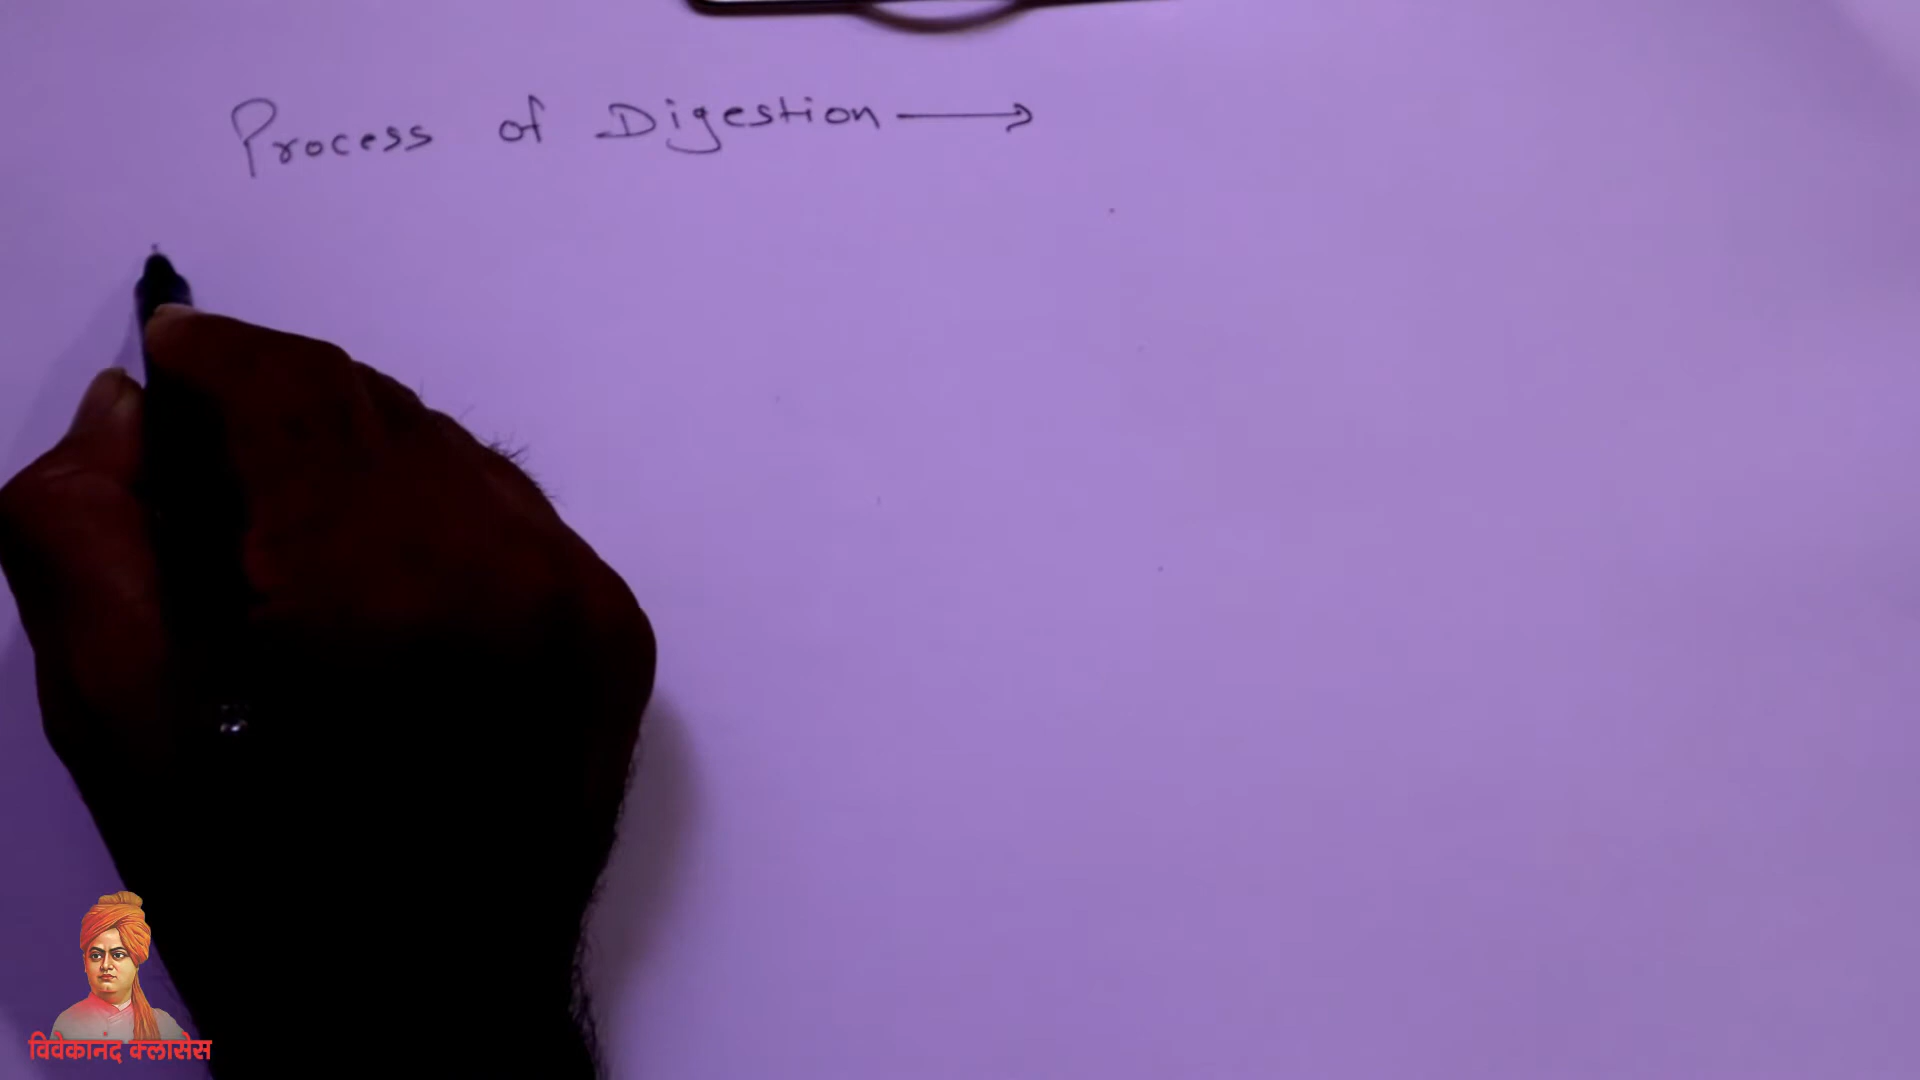 Process of Digestion →
विवेकानंद क्लासेस